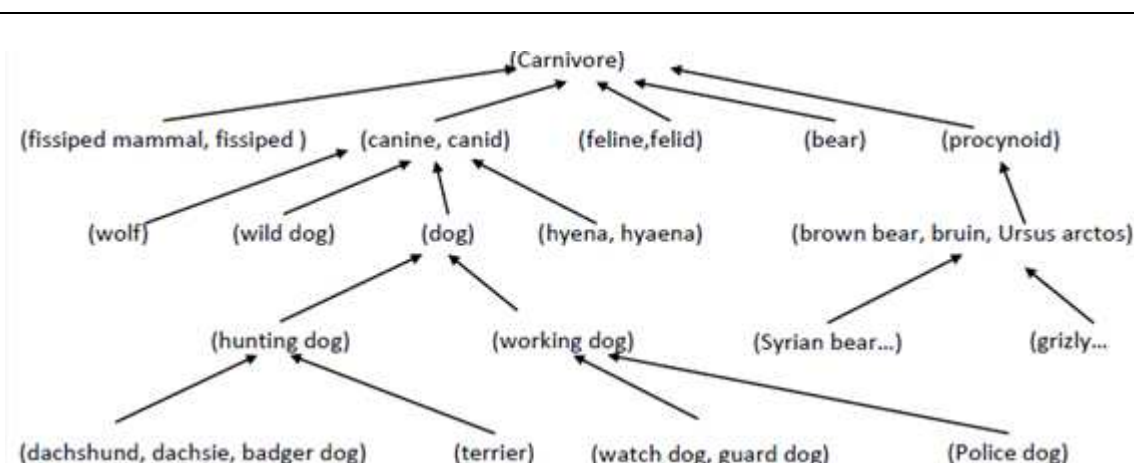 (Carnivore)
(fissiped mammal, fissiped ) (canine, canid) (feline,felid) (bear) (procynoid)
(wolf) (wild dog) (dog) (hyena, hyaena) (brown bear, bruin, Ursus arctos)
(hunting dog) (working dog) (Syrian bear...) (grizly...
(dachshund, dachsie, badger dog) (terrier) (watch dog, guard dog) (Police dog)